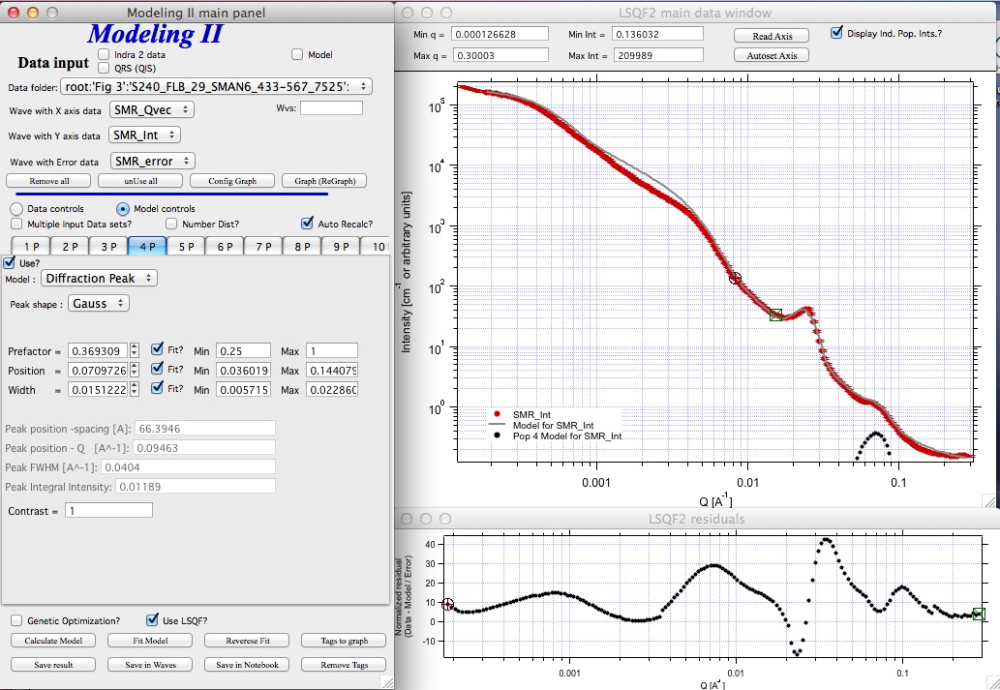 Modeling II main panel
Modeling II
Data input
Indra 2 data
QRS (QIS)
Model
Data folder: root:'Fig 3':'S240_FLB_29_SMAN6_433-567_7525':
Wave with X axis data SMR_Qvec
Wvs:
Wave with Y axis data SMR_Int
Wave with Error data SMR_error
Remove all unUse all Config Graph Graph (ReGraph)
Data controls Model controls
Multiple Input Data sets? Number Dist? Auto Recalc?
1 P 2 P 3 P 4 P 5 P 6 P 7 P 8 P 9 P 10
Use?
Model : Diffraction Peak
Peak shape : Gauss
Prefactor = 0.369309 Fit? Min 0.25 Max 1
Position = 0.0709726 Fit? Min 0.036019 Max 0.144079
Width = 0.0151222 Fit? Min 0.005715 Max 0.022860
Peak position -spacing [A]: 66.3946
Peak position - Q [A^-1]: 0.09463
Peak FWHM [A^-1]: 0.0404
Peak Integral Intensity: 0.01189
Contrast = 1
Genetic Optimization? Use LSQF?
Calculate Model Fit Model Reverese Fit Tags to graph
Save result Save in Waves Save in Notebook Remove Tags
LSQF2 main data window
Min q = 0.000126628 Min Int = 0.136032 Read Axis Display Ind. Pop. Ints.?
Max q = 0.30003 Max Int = 209989 Autoset Axis
Intensity [cm-1 or arbitrary units]
10^5
10^4
10^3
10^2
10^1
10^0
SMR_Int
Model for SMR_Int
Pop 4 Model for SMR_Int
0.001 0.01 0.1
Q [A-1]
LSQF2 residuals
Normalized residual
(Data - Model / Error)
40
30
20
10
0
-10
0.001 0.01 0.1
Q [A-1]